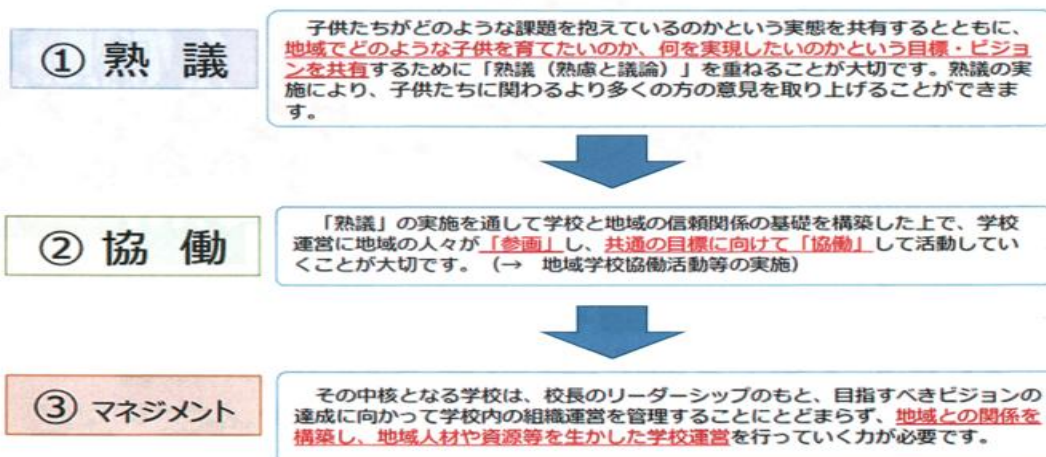 ① 熟 議
子供たちがどのような課題を抱えているのかという実態を共有するとともに、
地域でどのような子供を育てたいのか、何を実現したいのかという目標・ビジョ
ンを共有するために「熟議（熟慮と議論）」を重ねることが大切です。熟議の実
施により、子供たちに関わるより多くの方の意見を取り上げることができま
す。
② 協 働
「熟議」の実施を通して学校と地域の信頼関係の基礎を構築した上で、学校
運営に地域の人々が「参画」し、共通の目標に向けて「協働」して活動してい
くことが大切です。（→ 地域学校協働活動等の実施）
③ マネジメント
その中核となる学校は、校長のリーダーシップのもと、目指すべきビジョンの
達成に向かって学校内の組織運営を管理することにとどまらず、地域との関係を
構築し、地域人材や資源等を生かした学校運営を行っていく力が必要です。